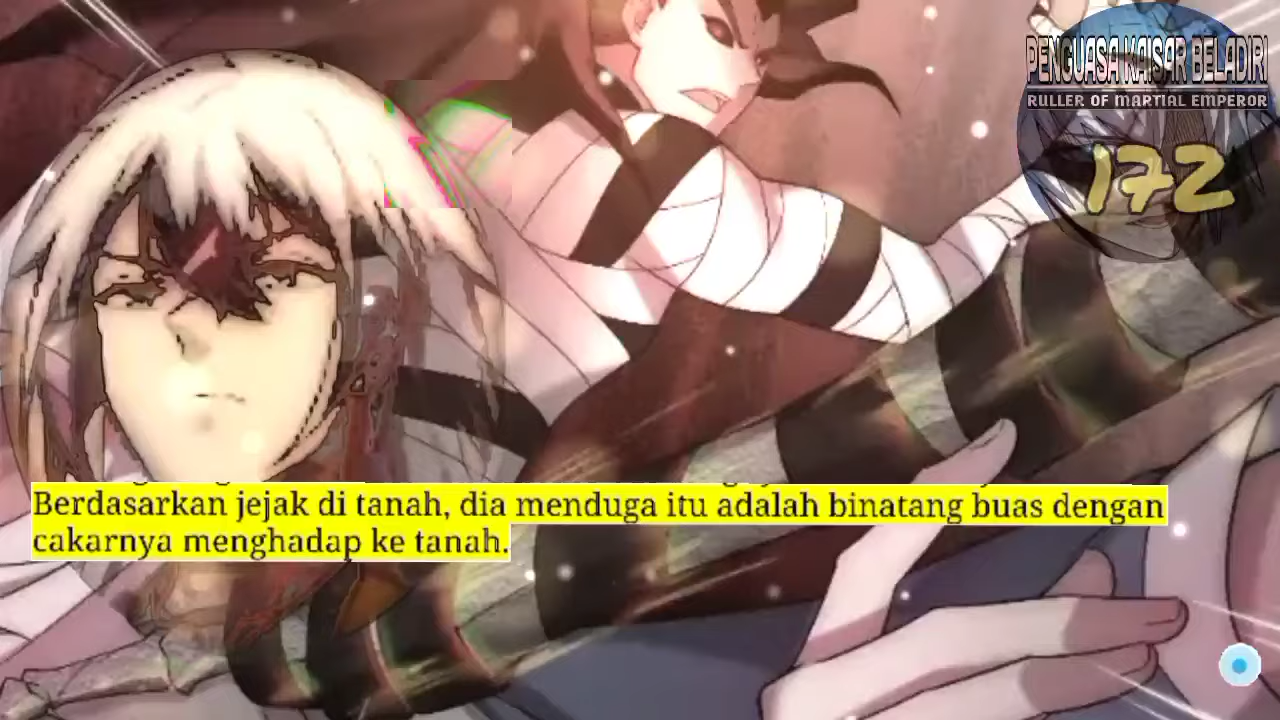 PENGUASA KAISAR BELADIRI
RULLER OF MARTIAL EMPEROR
172
Berdasarkan jejak di tanah, dia menduga itu adalah binatang buas dengan
cakarnya menghadap ke tanah.